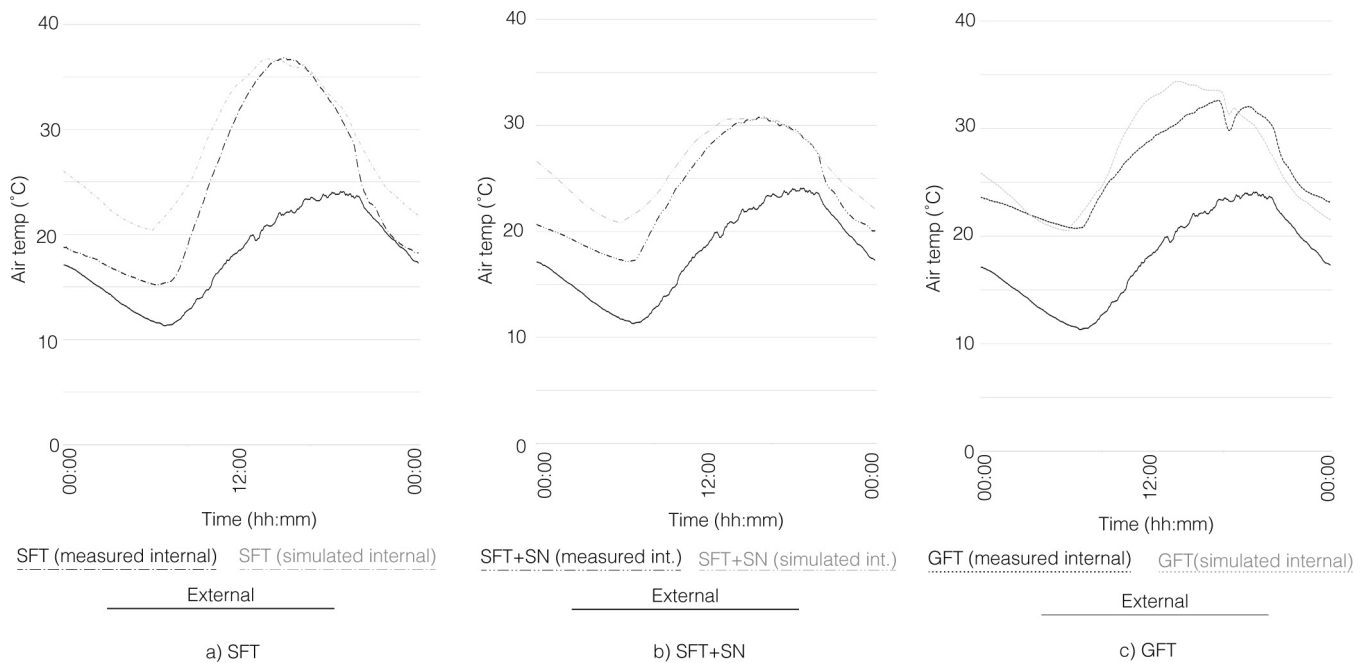 40
30
20
10
0
Air temp (˚C)
00:00
12:00
00:00
Time (hh:mm)
SFT (measured internal)
SFT (simulated internal)
External
a) SFT
40
30
20
10
0
Air temp (˚C)
00:00
12:00
00:00
Time (hh:mm)
SFT+SN (measured int.)
SFT+SN (simulated int.)
External
b) SFT+SN
40
30
20
10
0
Air temp (˚C)
00:00
12:00
00:00
Time (hh:mm)
GFT (measured internal)
GFT(simulated internal)
External
c) GFT